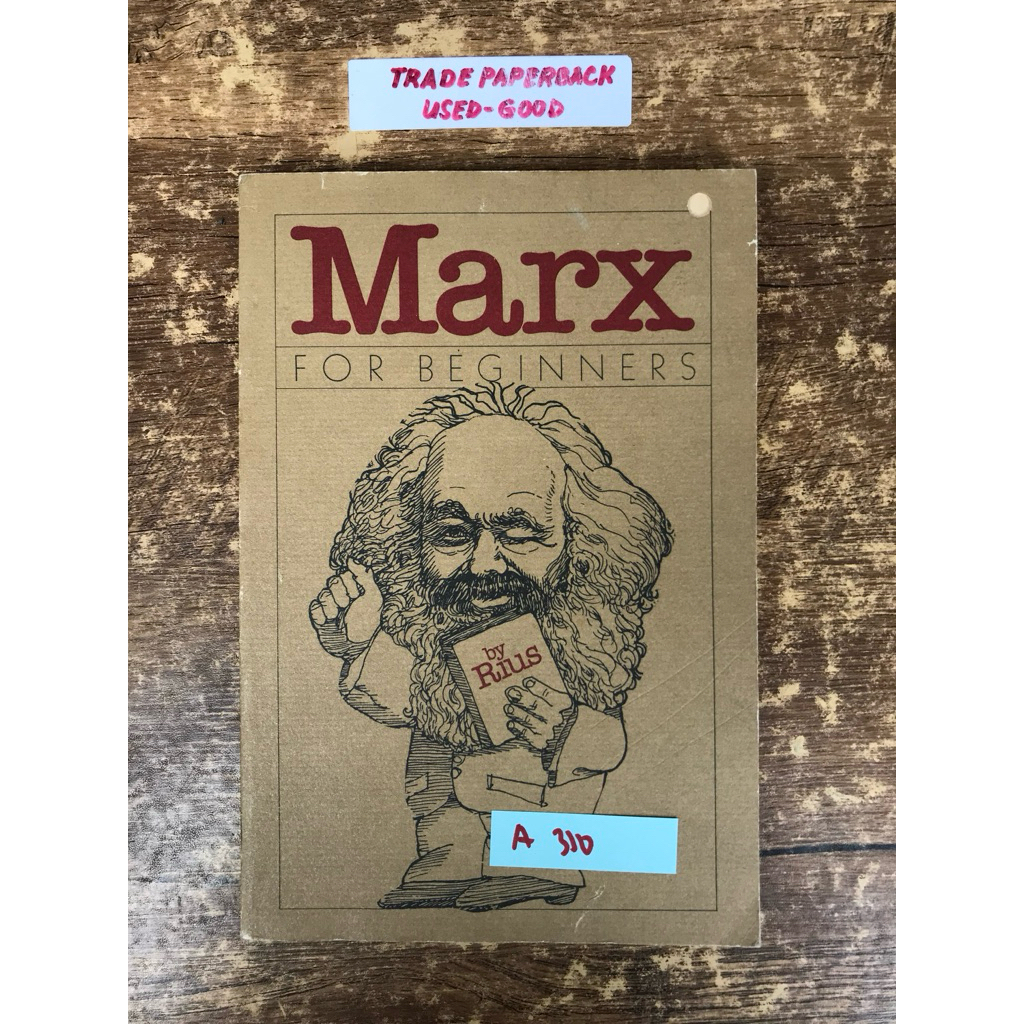 TRADE PAPERBACK
USED-GOOD
Marx
FOR BEGINNERS
by
Rius
A 310